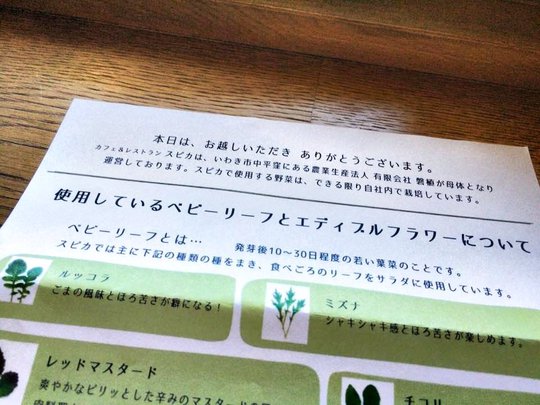 本日は、お越しいただき ありがとうございます。
カフェ&レストラン スピカは、いわき市中平窪にある農業生産法人 有限会社 磐植が母体となり
運営しております。スピカで使用する野菜は、できる限り自社内で栽培しています。
使用しているベビーリーフとエディブルフラワーについて
ベビーリーフとは… 発芽後10~30日程度の若い葉菜のことです。
スピカでは主に下記の種類の種をまき、食べごろのリーフをサラダに使用しています。
ルッコラ
ごまの風味とほろ苦さが癖になる!
ミズナ
シャキシャキ感とほろ苦さが楽しめます。
レッドマスタード
爽やかなピリッとした辛みのマスタードの
チコリ